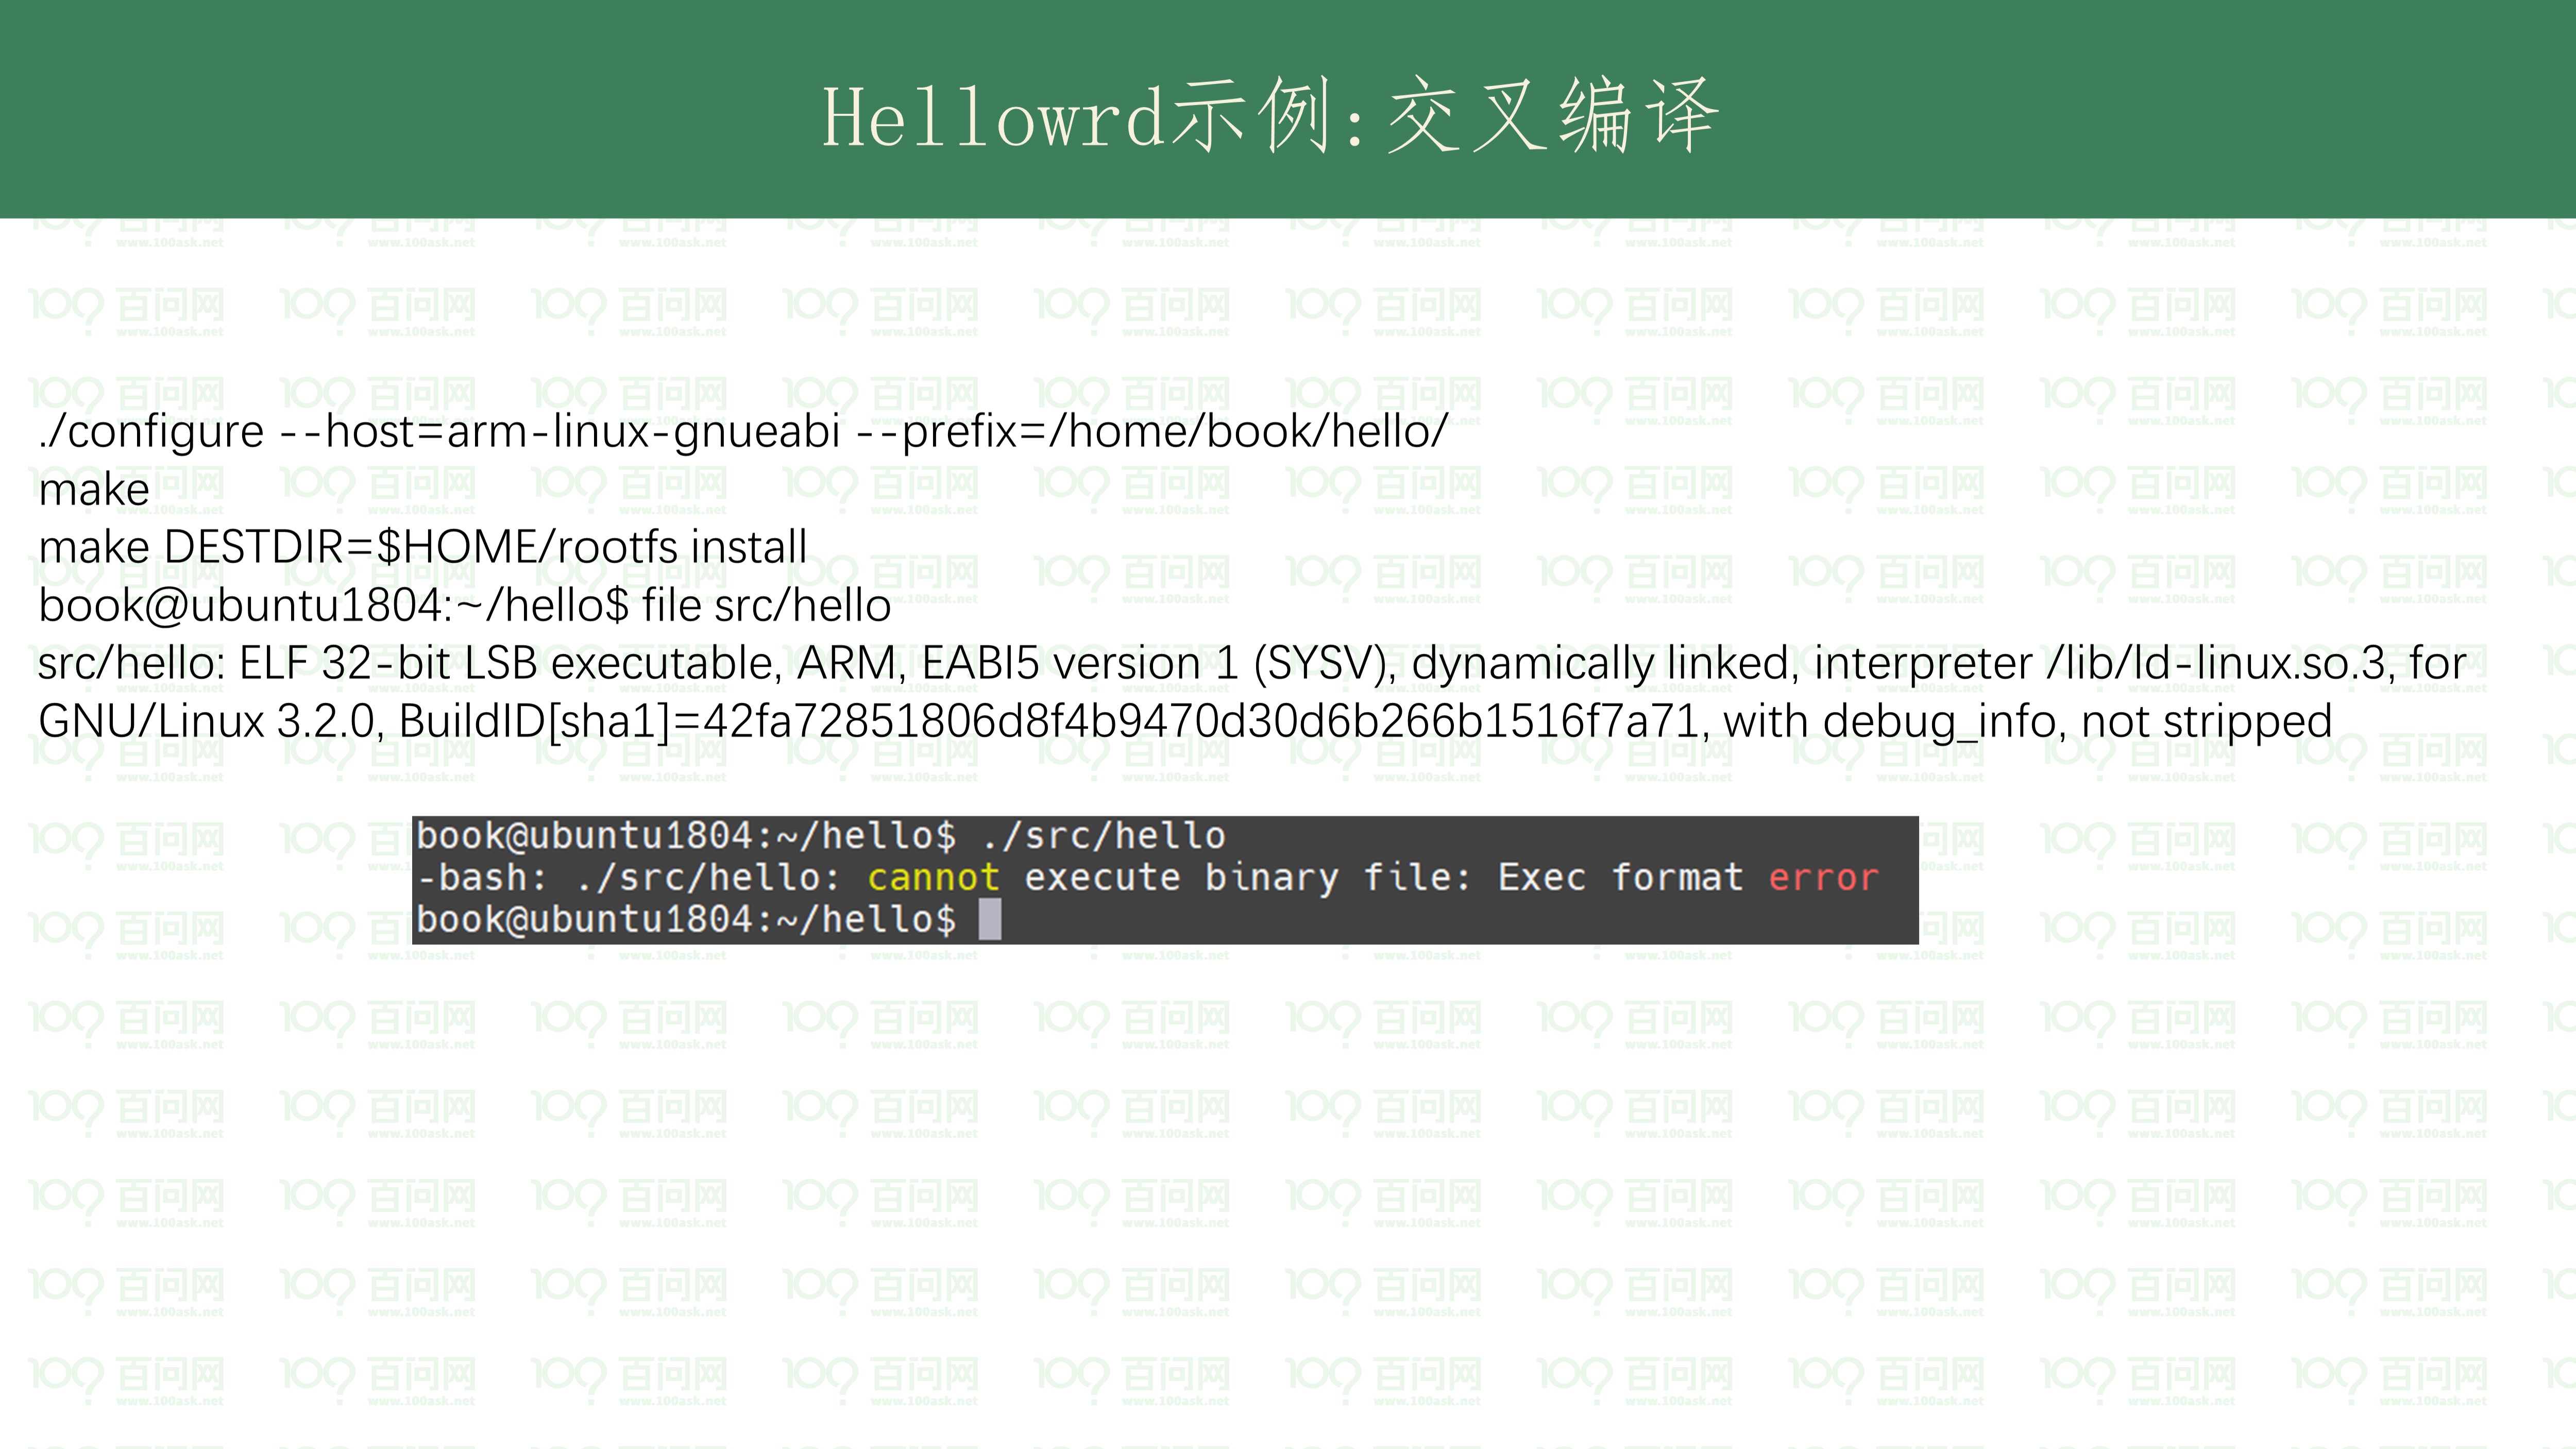 Hellowrd示例:交叉编译
./configure --host=arm-linux-gnueabi --prefix=/home/book/hello/
make
make DESTDIR=$HOME/rootfs install
book@ubuntu1804:~/hello$ file src/hello
src/hello: ELF 32-bit LSB executable, ARM, EABI5 version 1 (SYSV), dynamically linked, interpreter /lib/ld-linux.so.3, for
GNU/Linux 3.2.0, BuildID[sha1]=42fa72851806d8f4b9470d30d6b266b1516f7a71, with debug_info, not stripped
book@ubuntu1804:~/hello$ ./src/hello
-bash: ./src/hello: cannot execute binary file: Exec format error
book@ubuntu1804:~/hello$
百问网
www.100ask.net